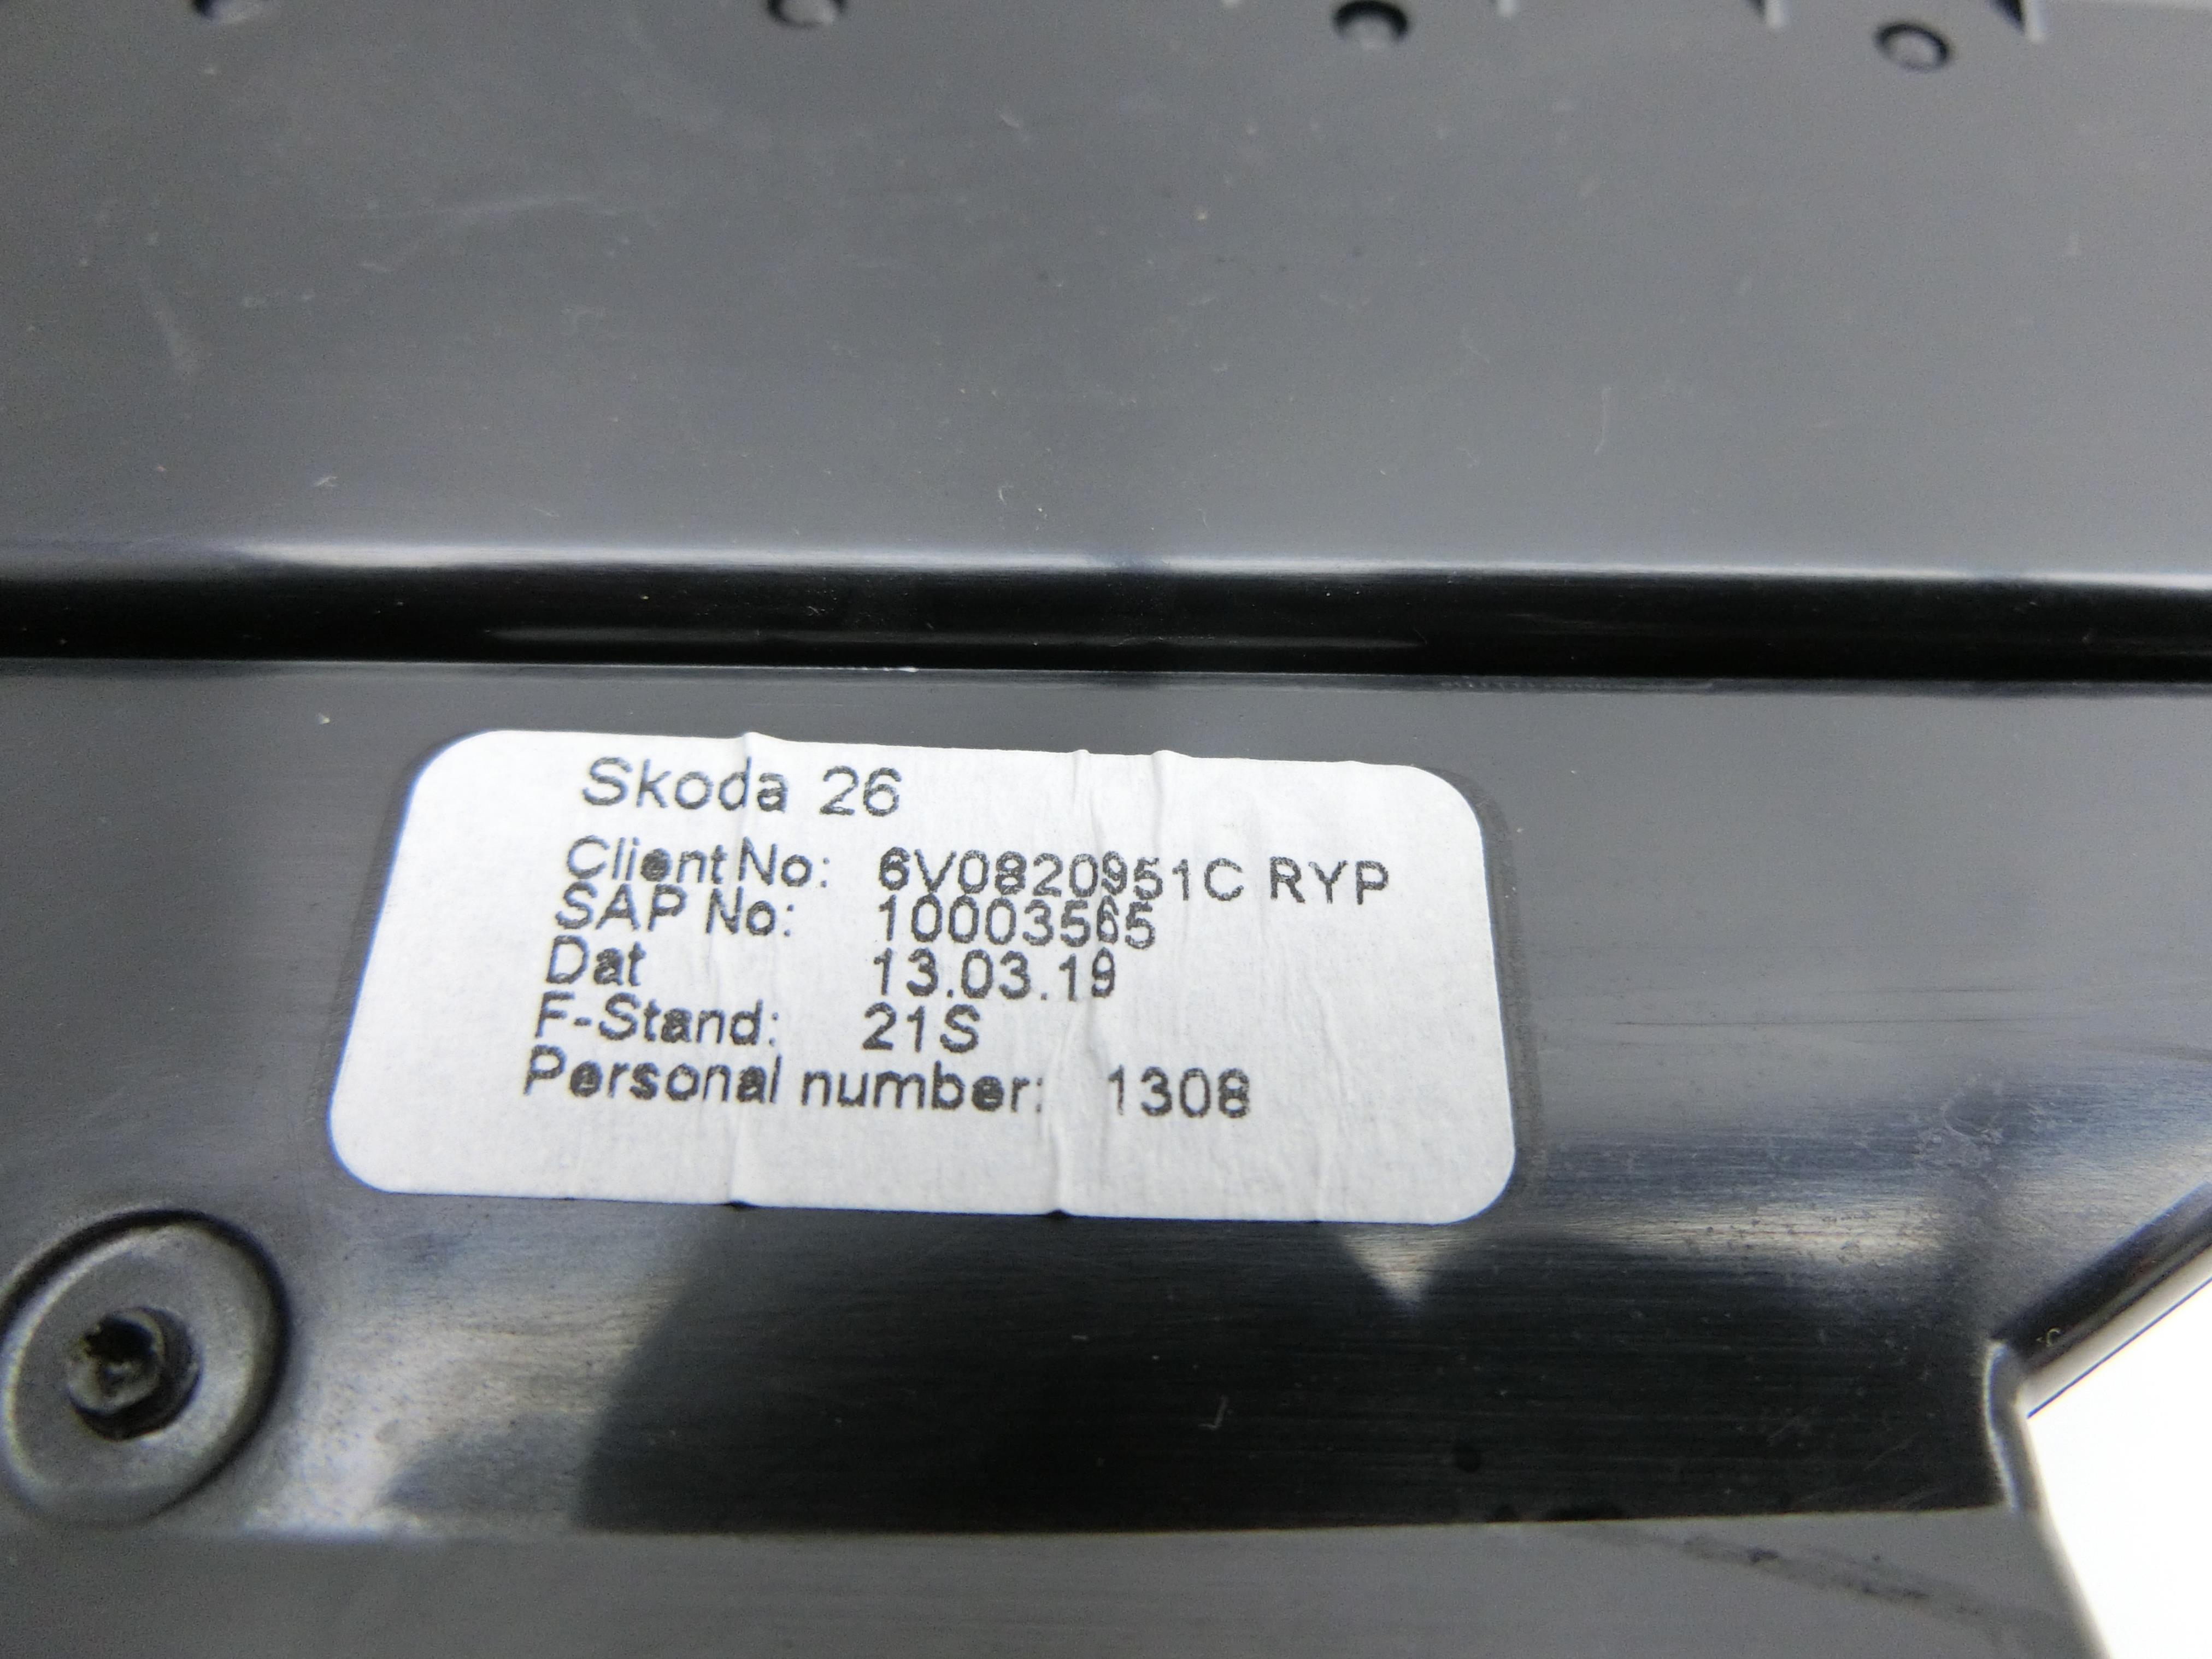 Skoda 26
Client No: 6V0820951C RYP
SAP No: 10003565
Dat 13.03.19
F-Stand: 21S
Personal number: 1308